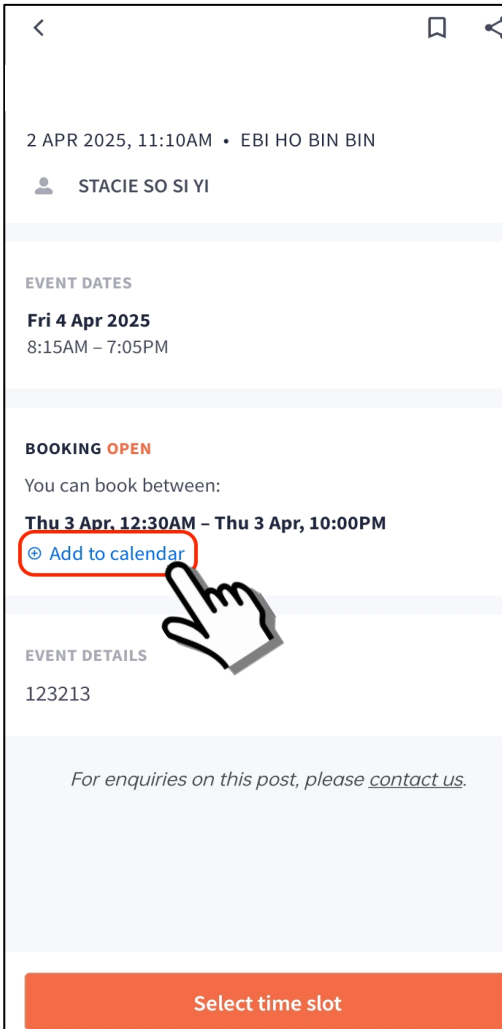 2 APR 2025, 11:10AM • EBI HO BIN BIN
STACIE SO SI YI
EVENT DATES
Fri 4 Apr 2025
8:15AM – 7:05PM
BOOKING OPEN
You can book between:
Thu 3 Apr, 12:30AM – Thu 3 Apr, 10:00PM
Add to calendar
EVENT DETAILS
123213
For enquiries on this post, please contact us.
Select time slot